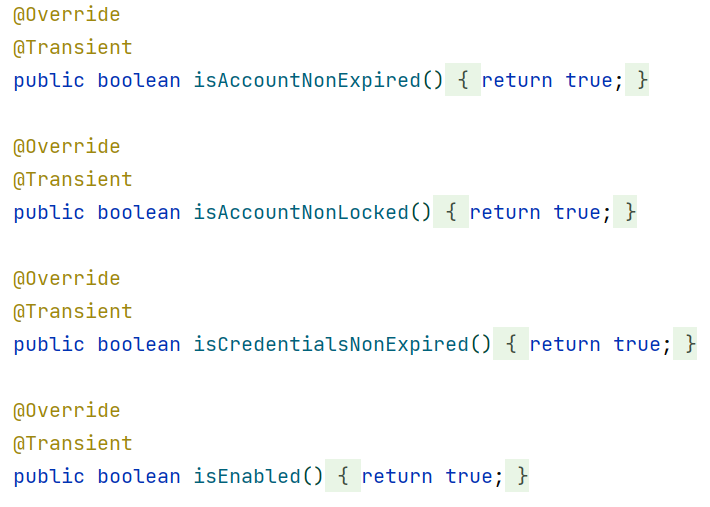 @Override
@Transient
public boolean isAccountNonExpired() { return true; }
@Override
@Transient
public boolean isAccountNonLocked() { return true; }
@Override
@Transient
public boolean isCredentialsNonExpired() { return true; }
@Override
@Transient
public boolean isEnabled() { return true; }